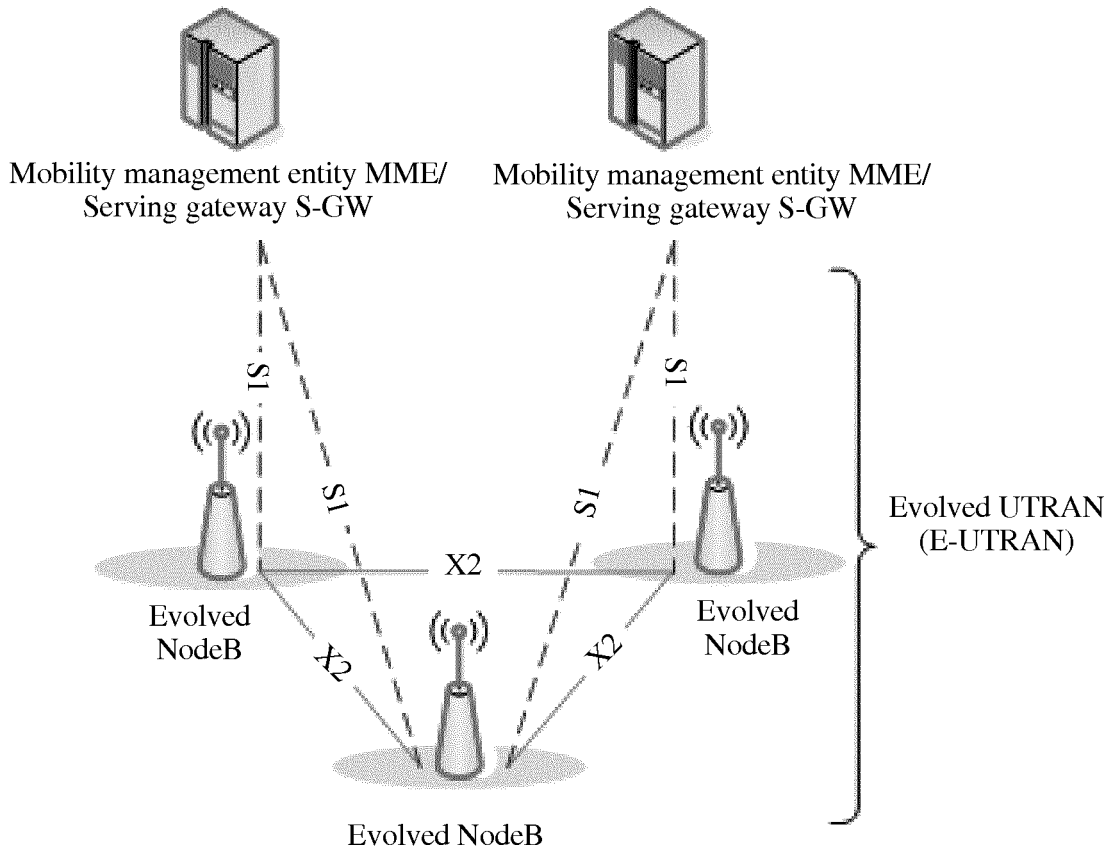 Mobility management entity MME/
Serving gateway S-GW
Mobility management entity MME/
Serving gateway S-GW
S1
S1
S1
S1
Evolved UTRAN
(E-UTRAN)
X2
Evolved
NodeB
Evolved
NodeB
X2
X2
Evolved NodeB